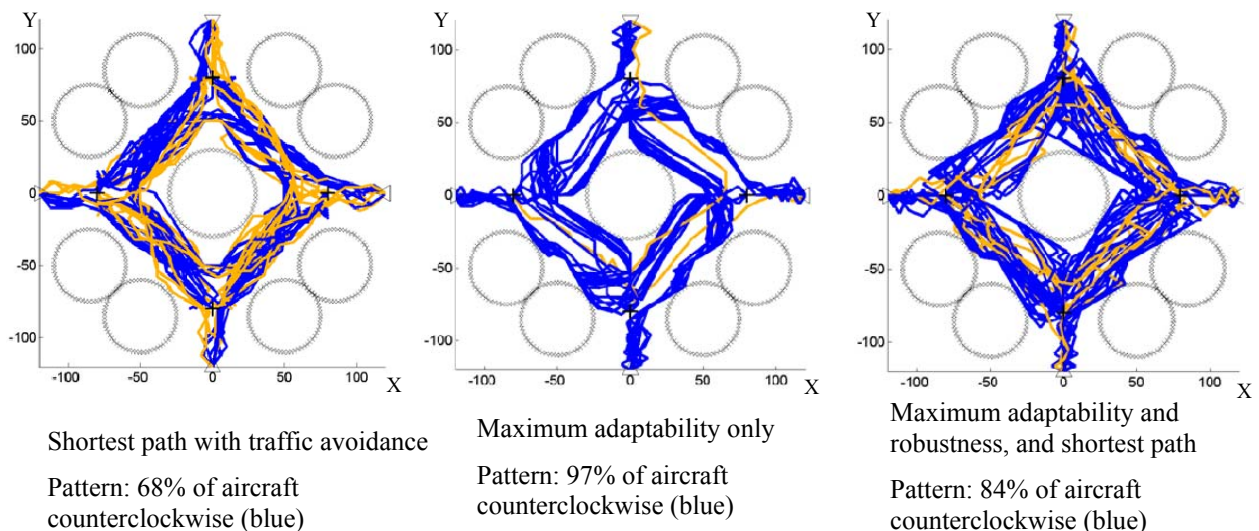 Y
100
50
0
-50
-100
-100
-50
0
50
100
X
Shortest path with traffic avoidance
Pattern: 68% of aircraft
counterclockwise (blue)
Y
100
50
0
-50
-100
-100
-50
0
50
100
X
Maximum adaptability only
Pattern: 97% of aircraft
counterclockwise (blue)
Y
100
50
0
-50
-100
-100
-50
0
50
100
X
Maximum adaptability and
robustness, and shortest path
Pattern: 84% of aircraft
counterclockwise (blue)